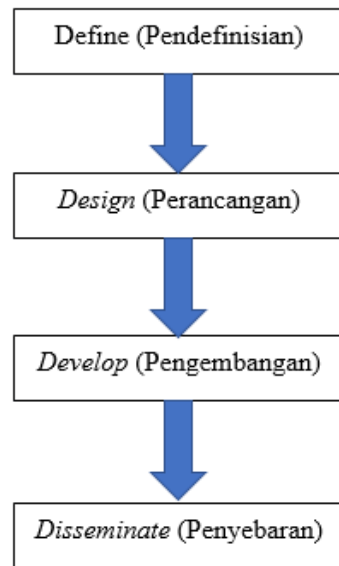 Define (Pendefinisian)
Design (Perancangan)
Develop (Pengembangan)
Disseminate (Penyebaran)